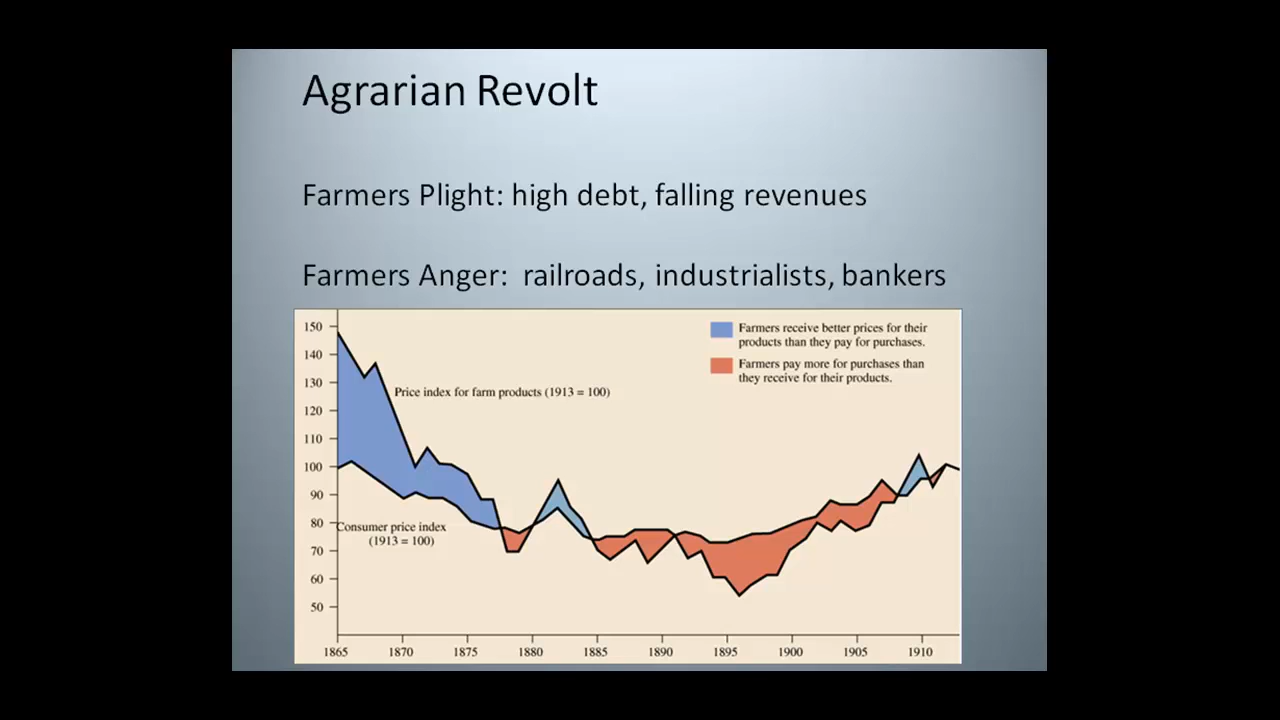 Agrarian Revolt
Farmers Plight: high debt, falling revenues
Farmers Anger: railroads, industrialists, bankers
150
140
130
120
110
100
90
80
70
60
50
Farmers receive better prices for their
products than they pay for purchases.
Farmers pay more for purchases than
they receive for their products.
Price index for farm products (1913 = 100)
Consumer price index
(1913 = 100)
1865 1870 1875 1880 1885 1890 1895 1900 1905 1910